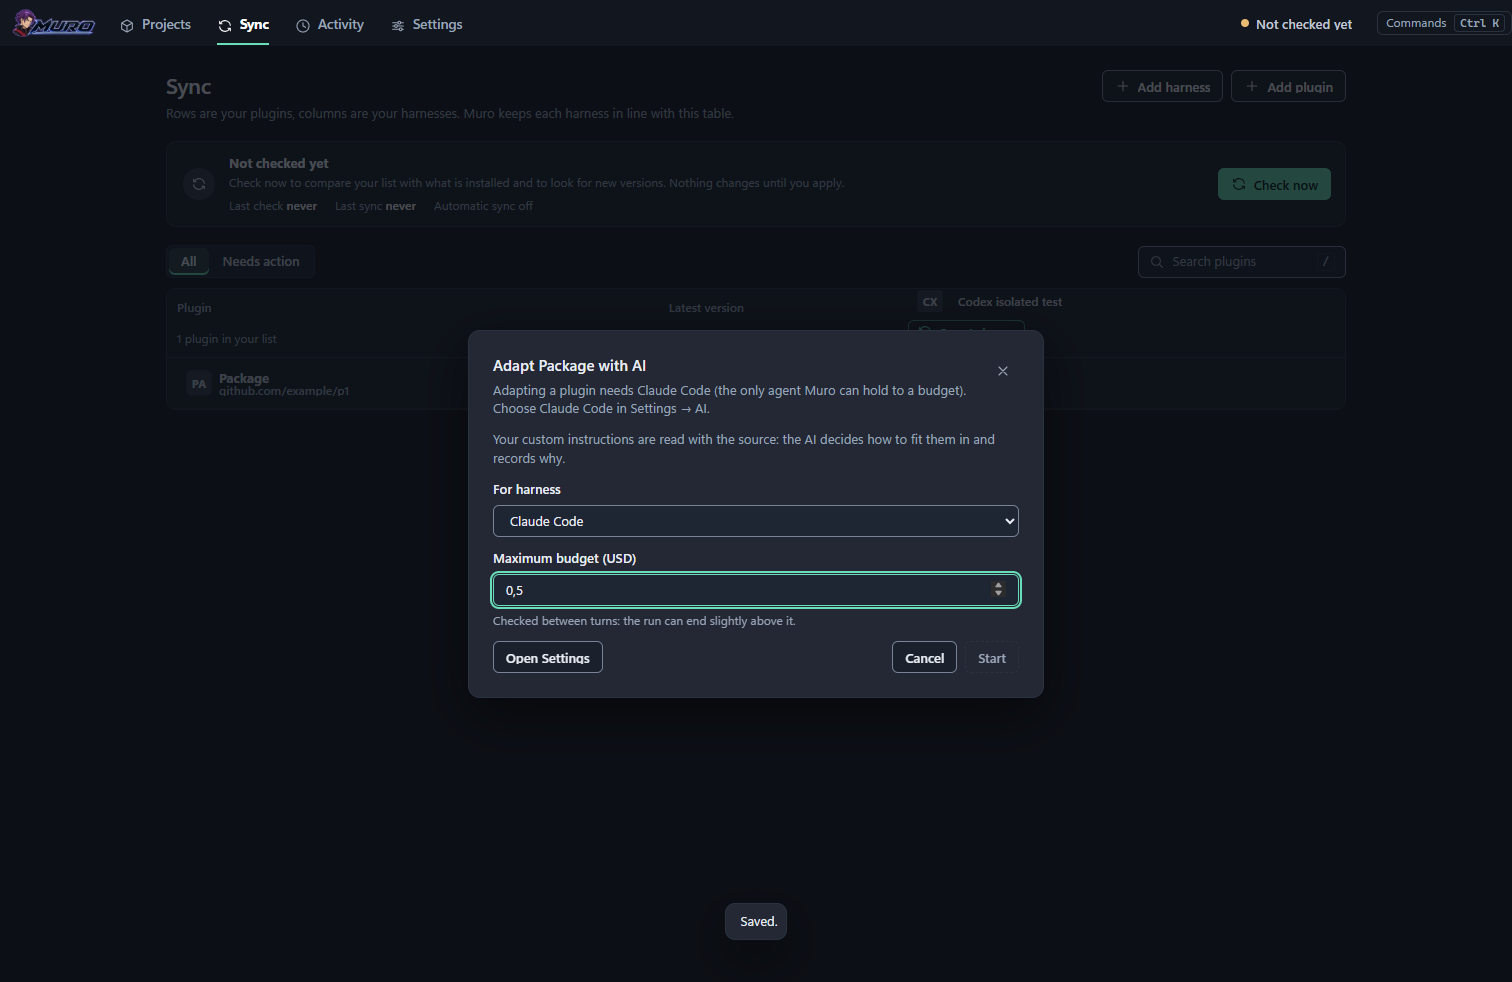 MURO
Projects
Sync
Activity
Settings
Not checked yet
Commands Ctrl K
Sync
Rows are your plugins, columns are your harnesses. Muro keeps each harness in line with this table.
+ Add harness
+ Add plugin
Not checked yet
Check now to compare your list with what is installed and to look for new versions. Nothing changes until you apply.
Last check never Last sync never Automatic sync off
Check now
All
Needs action
Search plugins /
Plugin
Latest version
CX Codex isolated test
1 plugin in your list
PA Package
github.com/example/p1
Adapt Package with AI
Adapting a plugin needs Claude Code (the only agent Muro can hold to a budget).
Choose Claude Code in Settings → AI.
Your custom instructions are read with the source: the AI decides how to fit them in and
records why.
For harness
Claude Code
Maximum budget (USD)
0,5
Checked between turns: the run can end slightly above it.
Open Settings
Cancel
Start
Saved.